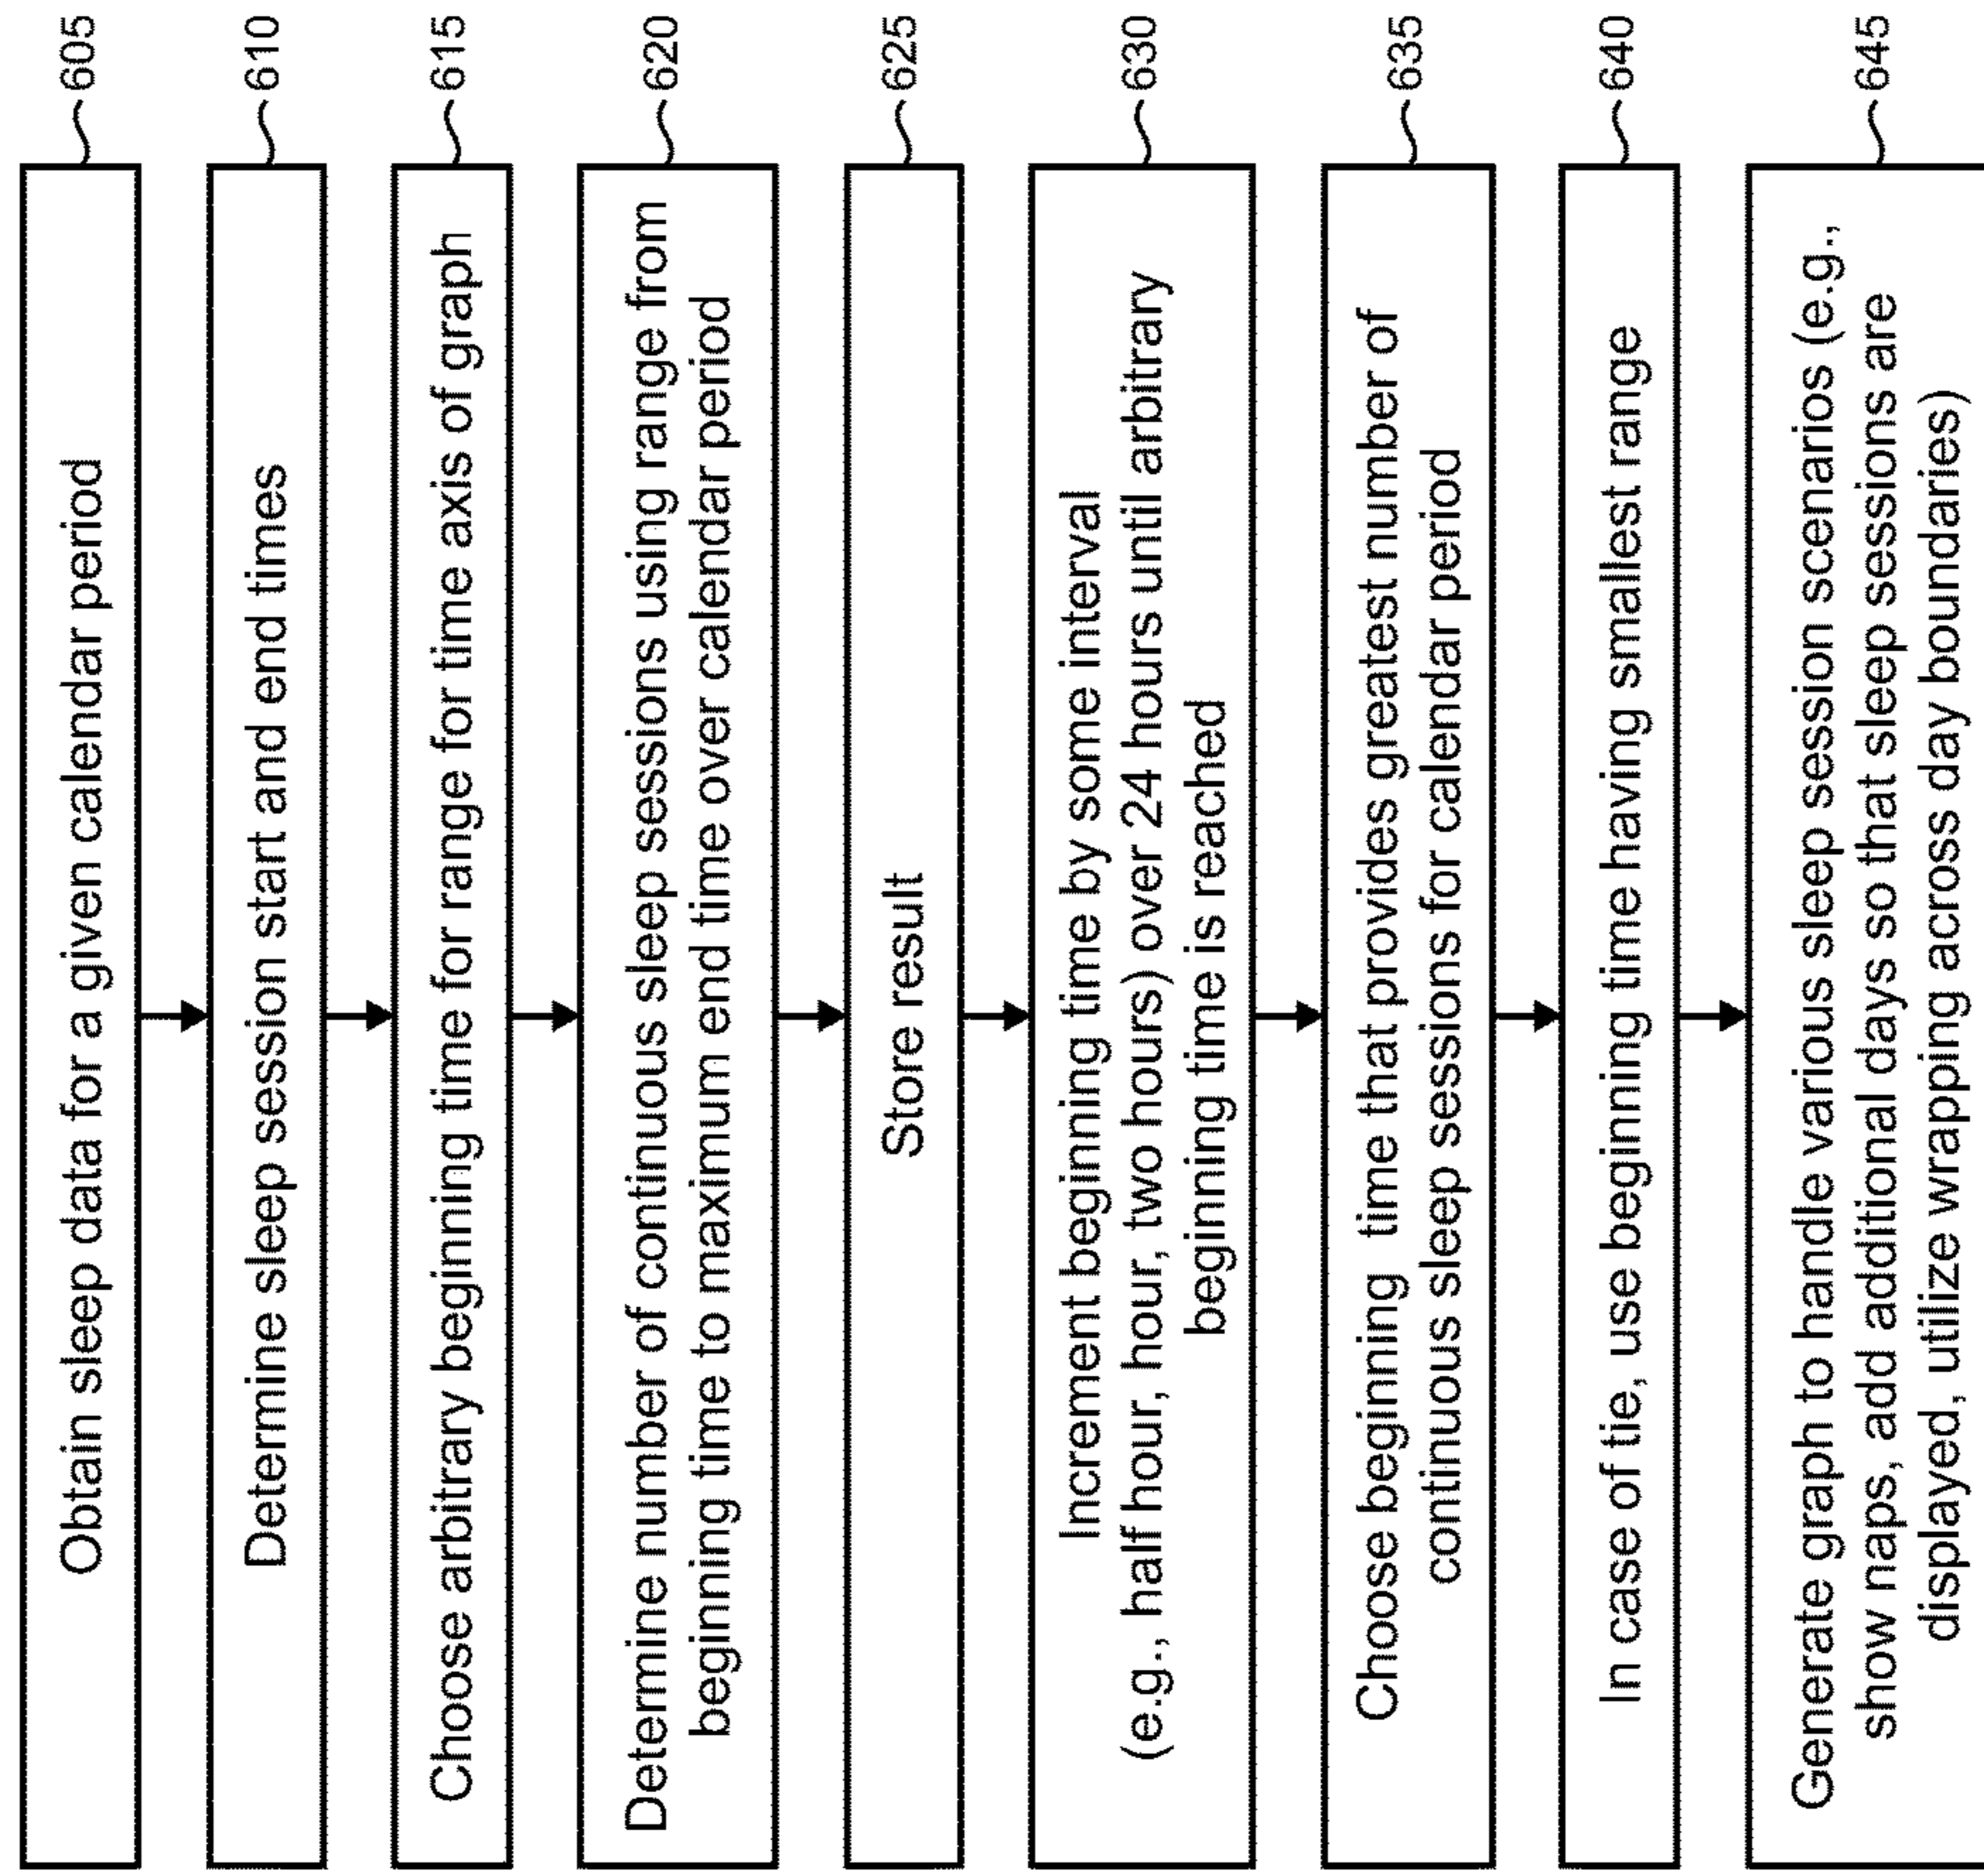 Obtain sleep data for a given calendar period
605
Determine sleep session start and end times
610
Choose arbitrary beginning time for range for time axis of graph
615
Determine number of continuous sleep sessions using range from
beginning time to maximum end time over calendar period
620
Store result
625
Increment beginning time by some interval
(e.g., half hour, hour, two hours) over 24 hours until arbitrary
beginning time is reached
630
Choose beginning time that provides greatest number of
continuous sleep sessions for calendar period
635
In case of tie, use beginning time having smallest range
640
Generate graph to handle various sleep session scenarios (e.g.,
show naps, add additional days so that sleep sessions are
displayed, utilize wrapping across day boundaries)
645